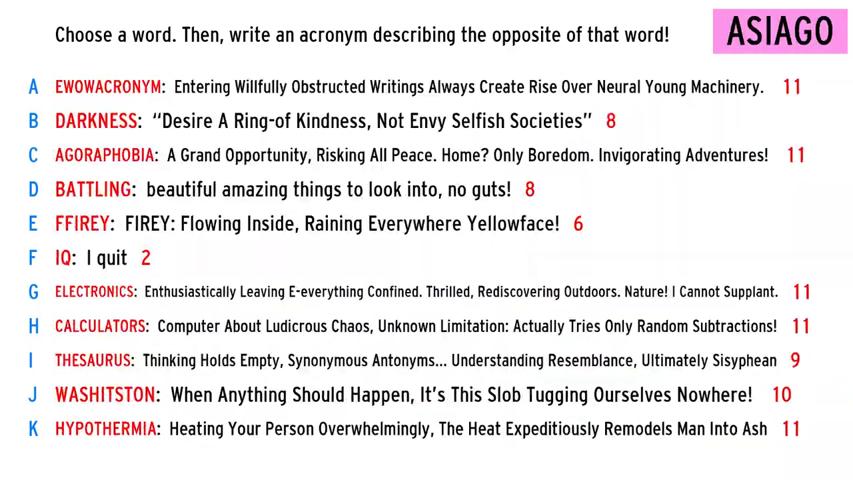 Choose a word. Then, write an acronym describing the opposite of that word!
ASIAGO
A EWOWACRONYM: Entering Willfully Obstructed Writings Always Create Rise Over Neural Young Machinery. 11
B DARKNESS: “Desire A Ring-of Kindness, Not Envy Selfish Societies” 8
C AGORAPHOBIA: A Grand Opportunity, Risking All Peace. Home? Only Boredom. Invigorating Adventures! 11
D BATTLING: beautiful amazing things to look into, no guts! 8
E FFIREY: FIREY: Flowing Inside, Raining Everywhere Yellowface! 6
F IQ: I quit 2
G ELECTRONICS: Enthusiastically Leaving E-everything Confined. Thrilled, Rediscovering Outdoors. Nature! I Cannot Supplant. 11
H CALCULATORS: Computer About Ludicrous Chaos, Unknown Limitation: Actually Tries Only Random Subtractions! 11
I THESAURUS: Thinking Holds Empty, Synonymous Antonyms... Understanding Resemblance, Ultimately Sisyphean 9
J WASHITSTON: When Anything Should Happen, It's This Slob Tugging Ourselves Nowhere! 10
K HYPOTHERMIA: Heating Your Person Overwhelmingly, The Heat Expeditiously Remodels Man Into Ash 11